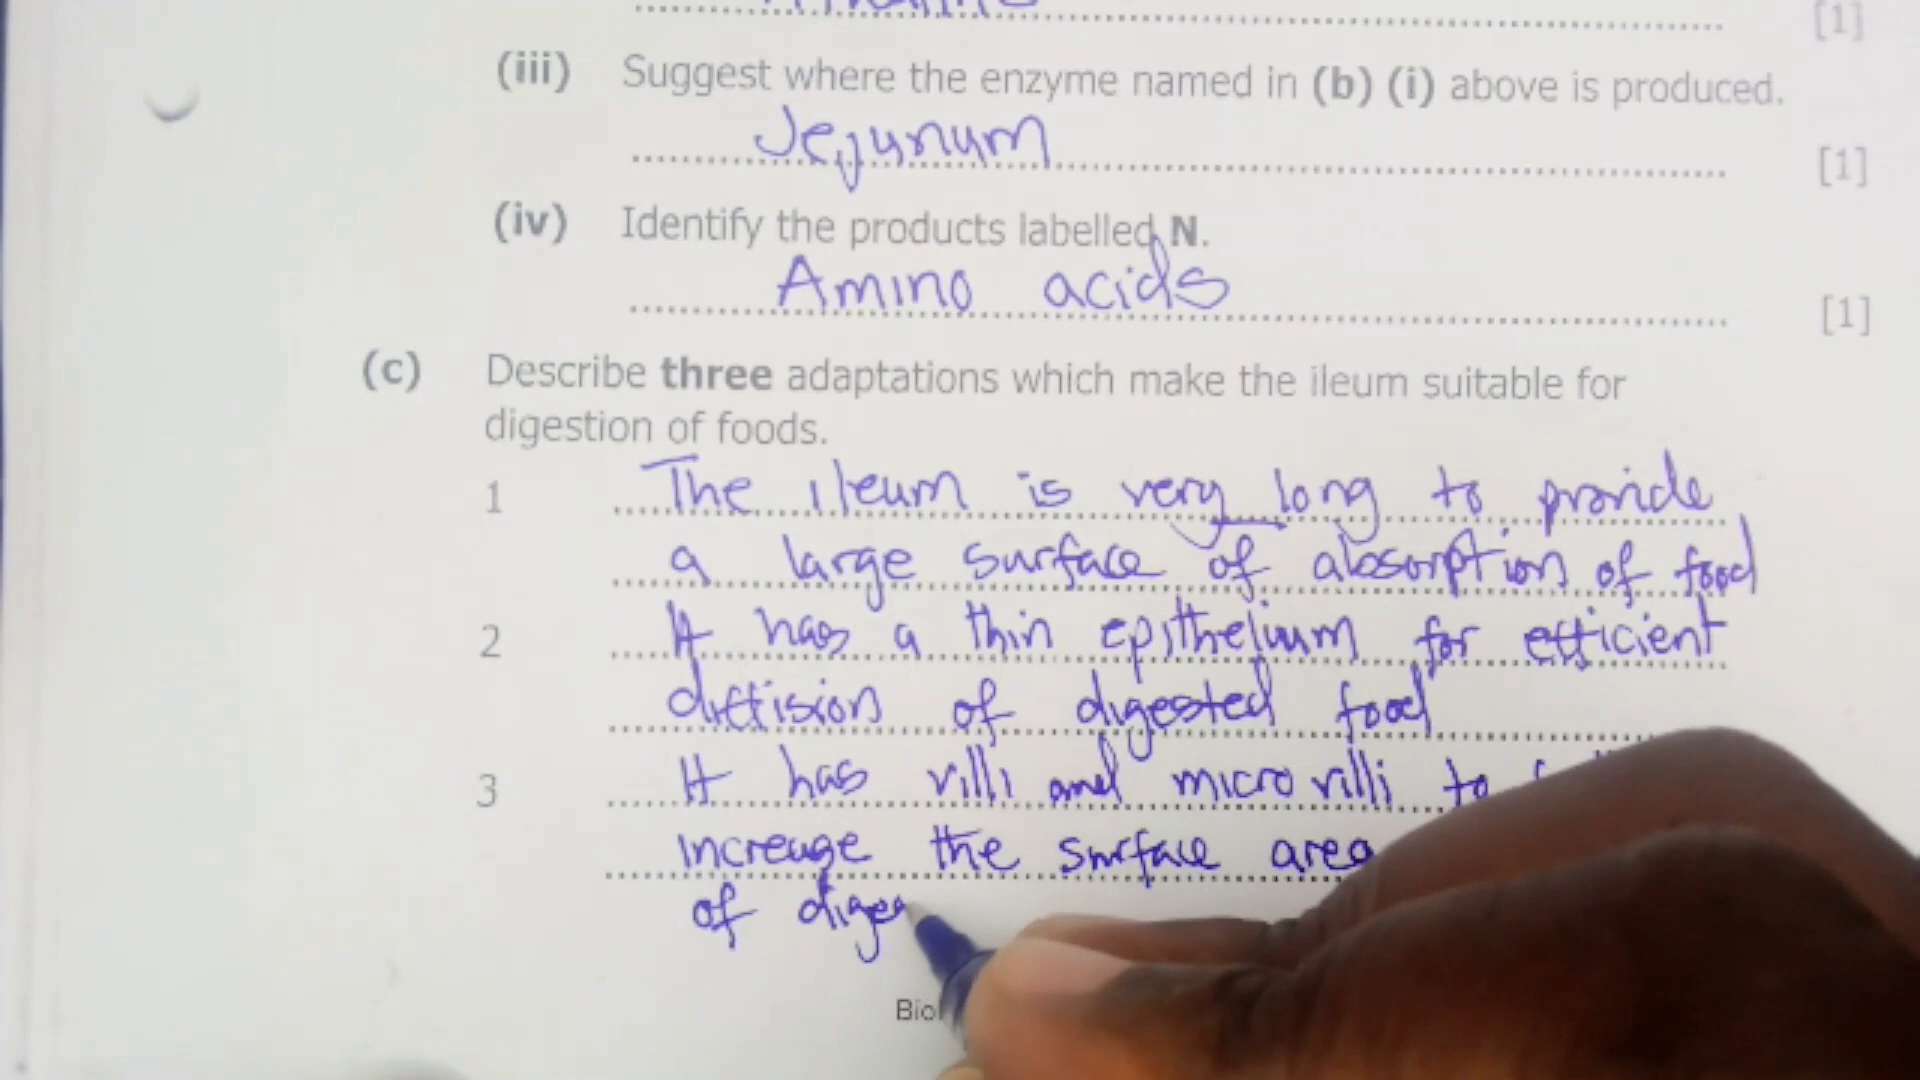 [1]
(iii) Suggest where the enzyme named in (b) (i) above is produced.
Jejunum
[1]
(iv) Identify the products labelled N.
Amino acids
[1]
(c) Describe three adaptations which make the ileum suitable for
digestion of foods.
1 The ileum is very long to provide
a large surface of absorption of food
2 It has a thin epithelium for efficient
diffision of digested food
3 It has villi and micro villi to
increase the surface area
of diges
Biol